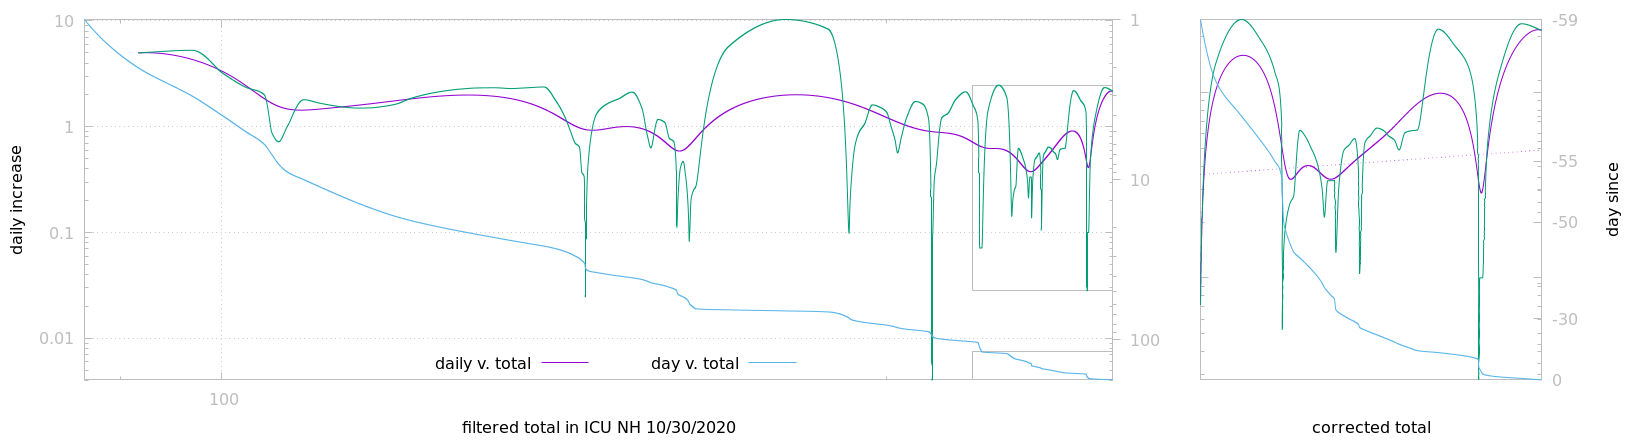 10
1
0.1
0.01
daily increase
1
10
100
daily v. total
day v. total
100
filtered total in ICU NH 10/30/2020
-59
-55
-50
-30
0
day since
corrected total